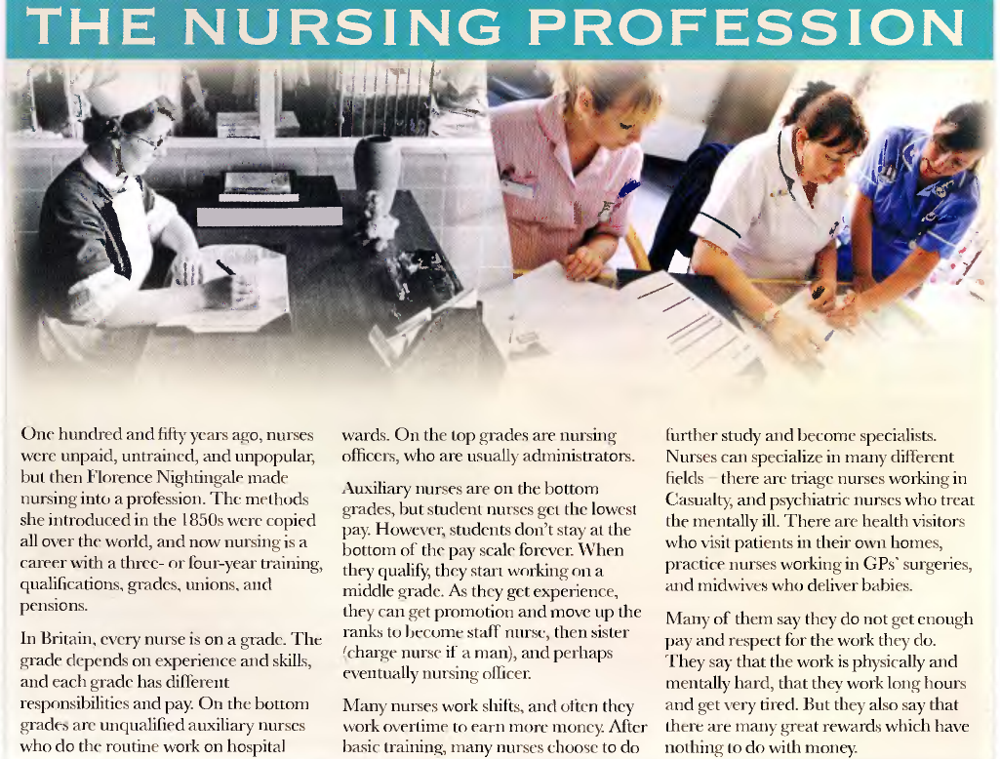 THE NURSING PROFESSION
One hundred and fifty years ago, nurses
were unpaid, untrained, and unpopular,
but then Florence Nightingale made
nursing into a profession. The methods
she introduced in the 1850s were copied
all over the world, and now nursing is a
career with a three- or four-year training,
qualifications, grades, unions, and
pensions.
In Britain, every nurse is on a grade. The
grade depends on experience and skills,
and each grade has different
responsibilities and pay. On the bottom
grades are unqualified auxiliary nurses
who do the routine work on hospital
wards. On the top grades are nursing
officers, who are usually administrators.
Auxiliary nurses are on the bottom
grades, but student nurses get the lowest
pay. However, students don't stay at the
bottom of the pay scale forever. When
they qualify, they start working on a
middle grade. As they get experience,
they can get promotion and move up the
ranks to become staff nurse, then sister
(charge nurse if a man), and perhaps
eventually nursing officer.
Many nurses work shifts, and often they
work overtime to earn more money. After
basic training, many nurses choose to do
further study and become specialists.
Nurses can specialize in many different
fields – there are triage nurses working in
Casualty, and psychiatric nurses who treat
the mentally ill. There are health visitors
who visit patients in their own homes,
practice nurses working in GPs' surgeries,
and midwives who deliver babies.
Many of them say they do not get enough
pay and respect for the work they do.
They say that the work is physically and
mentally hard, that they work long hours
and get very tired. But they also say that
there are many great rewards which have
nothing to do with money.